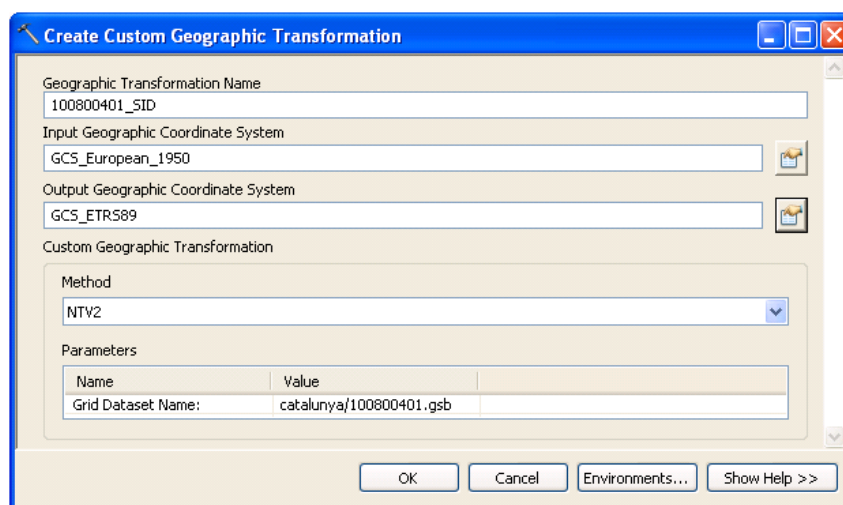 Create Custom Geographic Transformation
Geographic Transformation Name
100800401_SID
Input Geographic Coordinate System
GCS_European_1950
Output Geographic Coordinate System
GCS_ETRS89
Custom Geographic Transformation
Method
NTV2
Parameters
Name Value
Grid Dataset Name: catalunya/100800401.gsb
OK Cancel Environments... Show Help >>